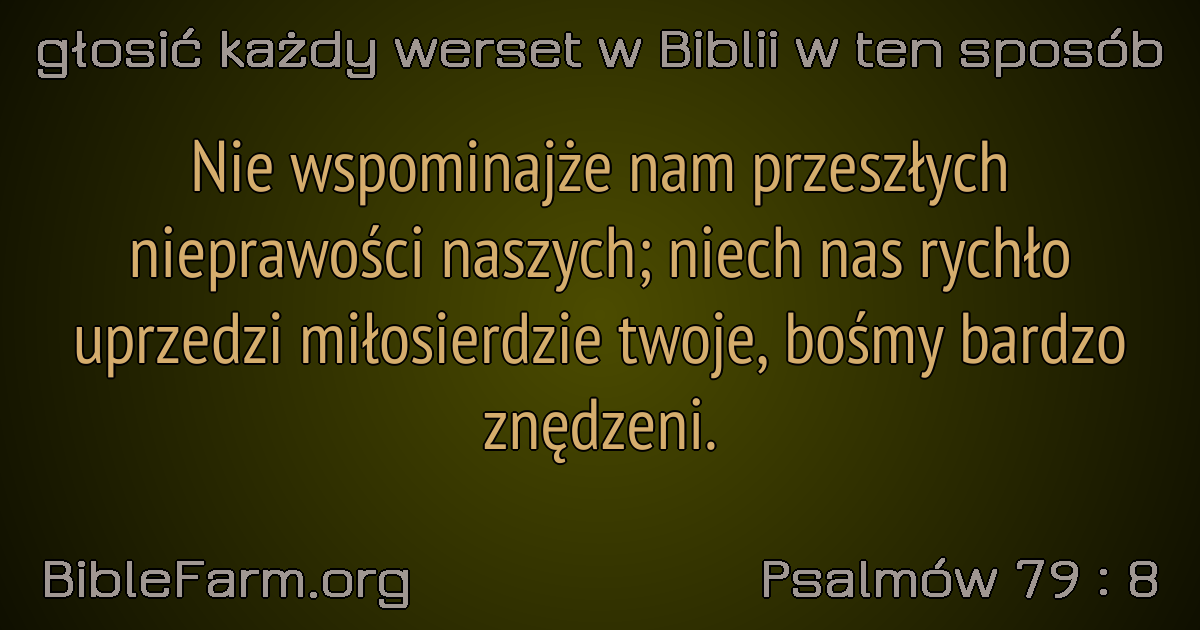 głosić każdy werset w Biblii w ten sposób
Nie wspominajże nam przeszłych
nieprawości naszych; niech nas rychło
uprzedzi miłosierdzie twoje, bośmy bardzo
znędzeni.
BibleFarm.org
Psalmów 79 : 8